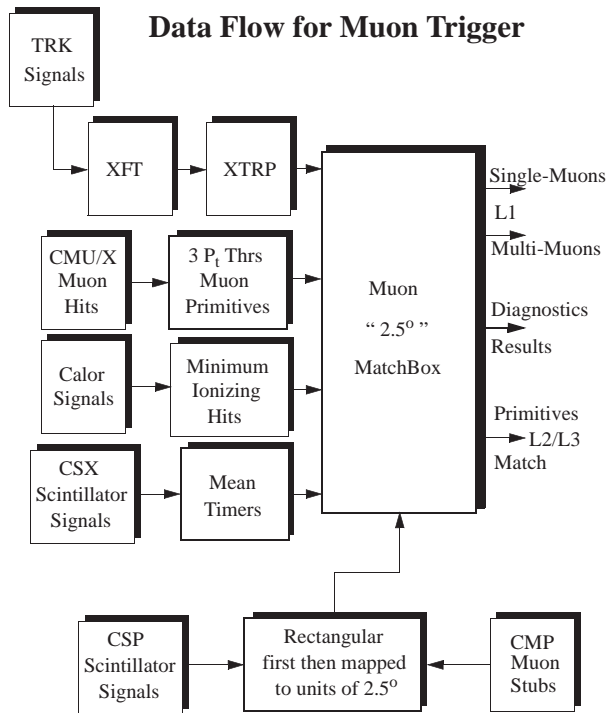 Data Flow for Muon Trigger
TRK
Signals
XFT
XTRP
CMU/X
Muon
Hits
3 Pt Thrs
Muon
Primitives
Calor
Signals
Minimum
Ionizing
Hits
CSX
Scintillator
Signals
Mean
Timers
Muon
“ 2.5o ”
MatchBox
Single-Muons
L1
Multi-Muons
Diagnostics
Results
Primitives
L2/L3
Match
CSP
Scintillator
Signals
Rectangular
first then mapped
to units of 2.5o
CMP
Muon
Stubs